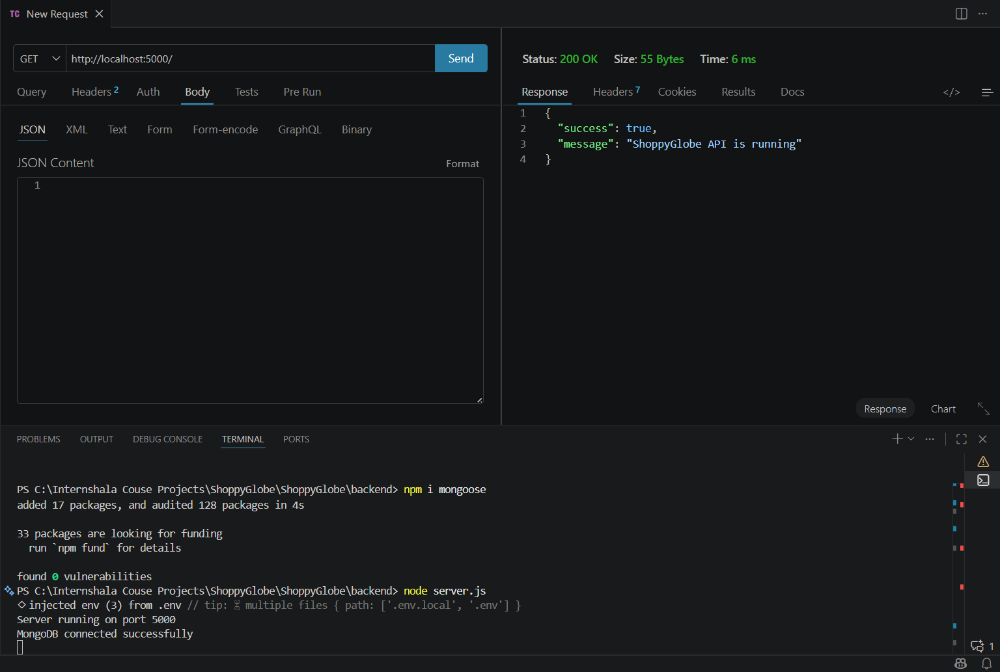 TC New Request
GET http://localhost:5000/ Send
Query Headers 2 Auth Body Tests Pre Run
JSON XML Text Form Form-encode GraphQL Binary
JSON Content Format
1
Status: 200 OK Size: 55 Bytes Time: 6 ms
Response Headers 7 Cookies Results Docs </>
1 {
2 "success": true,
3 "message": "ShoppyGlobe API is running"
4 }
Response Chart
PROBLEMS OUTPUT DEBUG CONSOLE TERMINAL PORTS
PS C:\Internshala Couse Projects\ShoppyGlobe\ShoppyGlobe\backend> npm i mongoose
added 17 packages, and audited 128 packages in 4s
33 packages are looking for funding
run `npm fund` for details
found 0 vulnerabilities
PS C:\Internshala Couse Projects\ShoppyGlobe\ShoppyGlobe\backend> node server.js
◇ injected env (3) from .env // tip: ⌘ multiple files { path: ['.env.local', '.env'] }
Server running on port 5000
MongoDB connected successfully
1